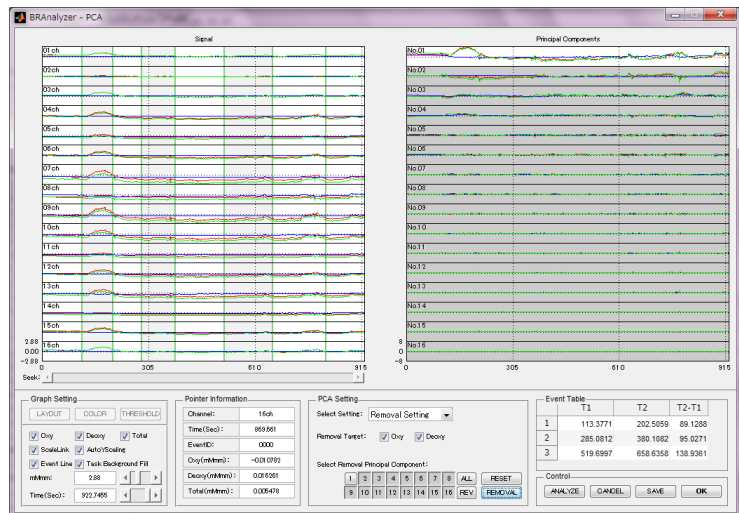 BRAnalyzer - PCA
Signal
Principal Components
01 ch
02ch
03ch
04ch
05ch
06ch
07ch
08ch
09ch
10ch
11ch
12ch
13ch
14ch
15ch
16ch
2.88
0.00
-2.88
0 305 610 915
Seek:
No.01
No.02
No.03
No.04
No.05
No.06
No.07
No.08
No.09
No.10
No.11
No.12
No.13
No.14
No.15
No.16
8
0
-8
0 305 610 915
Graph Setting
LAYOUT COLOR THRESHOLD
Oxy Deoxy Total
ScaleLink AutoYScaling
Event Line Task Background Fill
mMmm: 2.88
Time(Sec): 922.7455
Pointer Information
Channel: 16ch
Time(Sec): 869.661
EventID: 0000
Oxy(mMmm): -0.010782
Deoxy(mMmm): 0.016261
Total(mMmm): 0.005478
PCA Setting
Select Setting: Removal Setting
Removal Target: Oxy Deoxy
Select Removal Principal Component:
1 2 3 4 5 6 7 8 ALL RESET
9 10 11 12 13 14 15 16 REV REMOVAL
Event Table
T1 T2 T2-T1
1 113.3771 202.5059 89.1288
2 285.0812 380.1082 95.0271
3 519.6997 658.6358 138.9361
Control
ANALYZE CANCEL SAVE OK